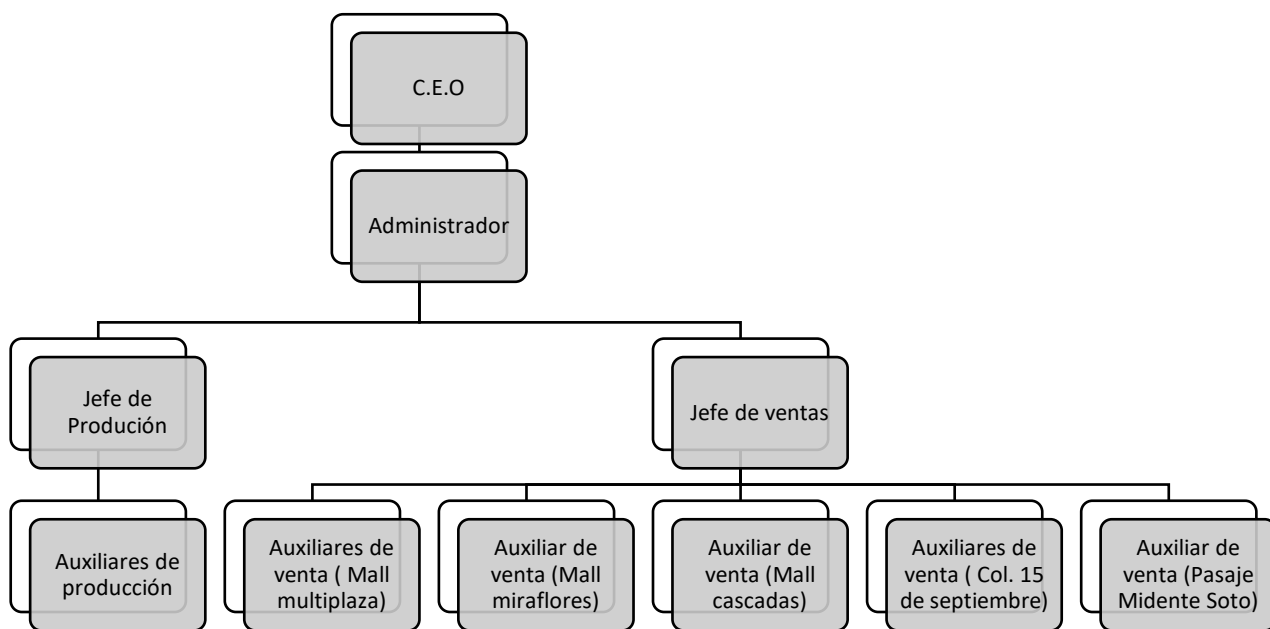 C.E.O
Administrador
Jefe de
Produción
Jefe de ventas
Auxiliares de
producción
Auxiliares de
venta ( Mall
multiplaza)
Auxiliar de
venta (Mall
miraflores)
Auxiliar de
venta (Mall
cascadas)
Auxiliares de
venta ( Col. 15
de septiembre)
Auxiliar de
venta (Pasaje
Midente Soto)